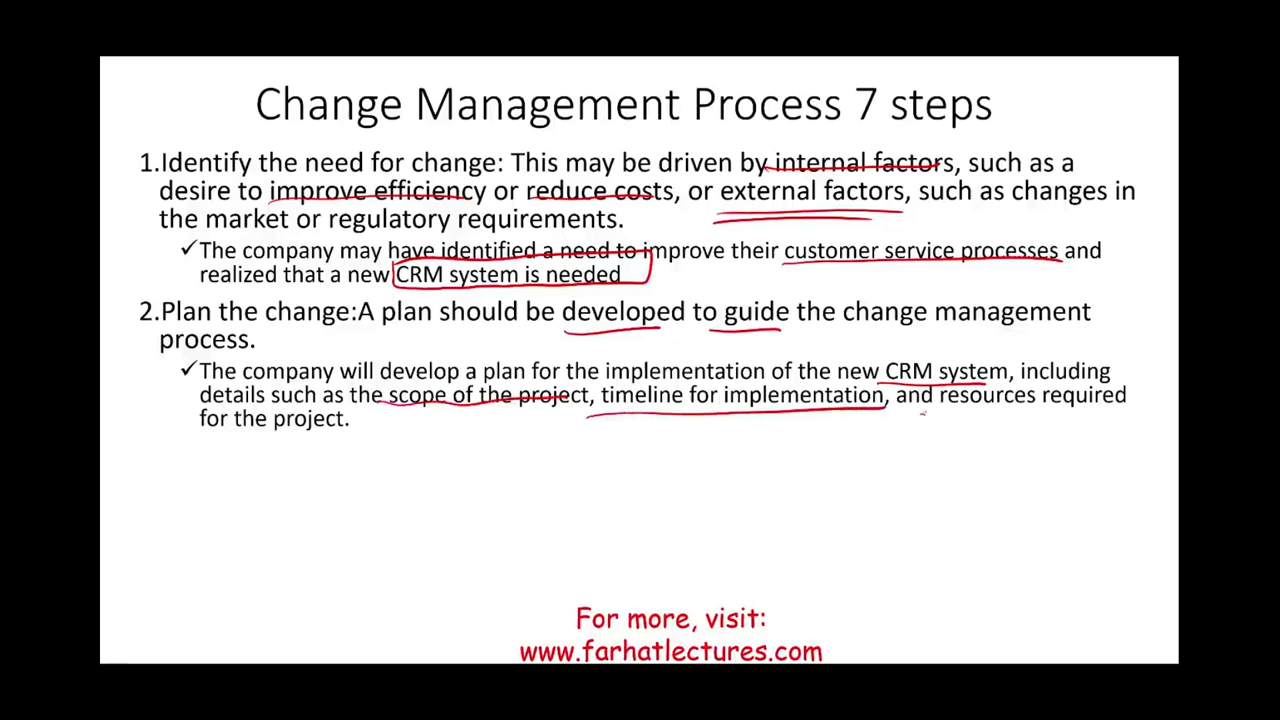 Change Management Process 7 steps
1.Identify the need for change: This may be driven by internal factors, such as a
desire to improve efficiency or reduce costs, or external factors, such as changes in
the market or regulatory requirements.
✓The company may have identified a need to improve their customer service processes and
realized that a new CRM system is needed
2.Plan the change:A plan should be developed to guide the change management
process.
✓The company will develop a plan for the implementation of the new CRM system, including
details such as the scope of the project, timeline for implementation, and resources required
for the project.
For more, visit:
www.farhatlectures.com